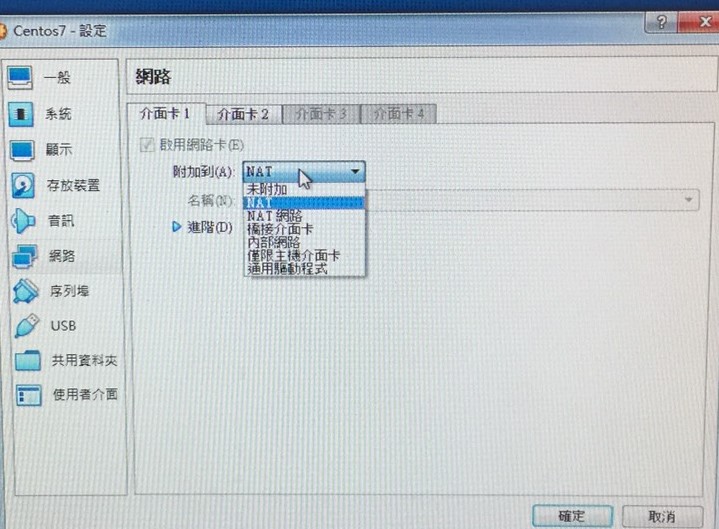 Centos7 - 設定
一般
系統
顯示
存放裝置
音訊
網路
序列埠
USB
共用資料夾
使用者介面
網路
介面卡 1 介面卡 2 介面卡 3 介面卡 4
啟用網路卡(E)
附加到(A): NAT
名稱(N):
進階(D)
未附加
NAT
NAT 網路
橋接介面卡
內部網路
僅限主機介面卡
通用驅動程式
確定 取消